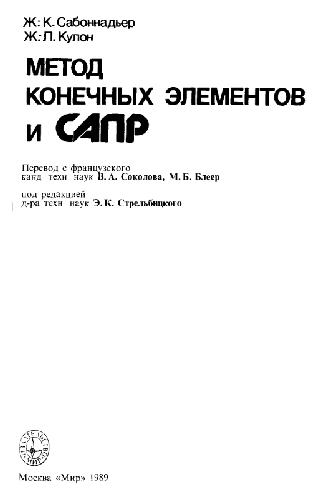 Ж.-К. Сабоннадьер
Ж.-Л. Кулон
МЕТОД
КОНЕЧНЫХ ЭЛЕМЕНТОВ
И САПР
Перевод с французского
канд техн наук В. А. Соколова, М. Б. Блеер
под редакцией
д-ра техн наук Э. К. Стрельбицкого
Москва «Мир» 1989